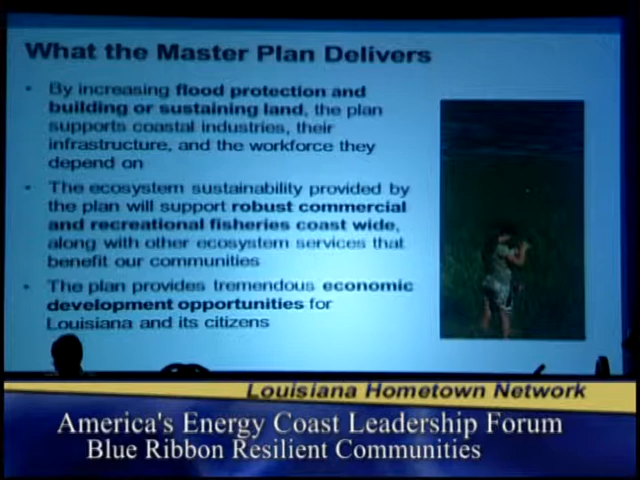 What the Master Plan Delivers
• By increasing flood protection and
building or sustaining land, the plan
supports coastal industries, their
infrastructure, and the workforce they
depend on
• The ecosystem sustainability provided by
the plan will support robust commercial
and recreational fisheries coast wide,
along with other ecosystem services that
benefit our communities
• The plan provides tremendous economic
development opportunities for
Louisiana and its citizens
Louisiana Hometown Network
America's Energy Coast Leadership Forum
Blue Ribbon Resilient Communities